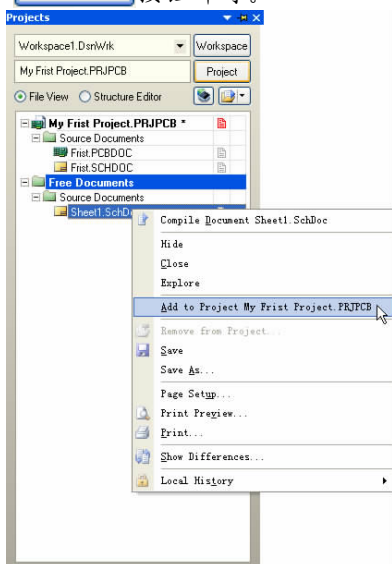 Projects
Workspace1.DsnWrk
Workspace
My Frist Project.PRJPCB
Project
File View Structure Editor
My Frist Project.PRJPCB *
Source Documents
Frist.PCBDOC
Frist.SCHDOC
Free Documents
Source Documents
Sheet1.SchDo
Compile Document Sheet1.SchDoc
Hide
Close
Explore
Add to Project My Frist Project.PRJPCB
Remove from Project...
Save
Save As...
Page Setup...
Print Preview...
Print...
Show Differences...
Local History